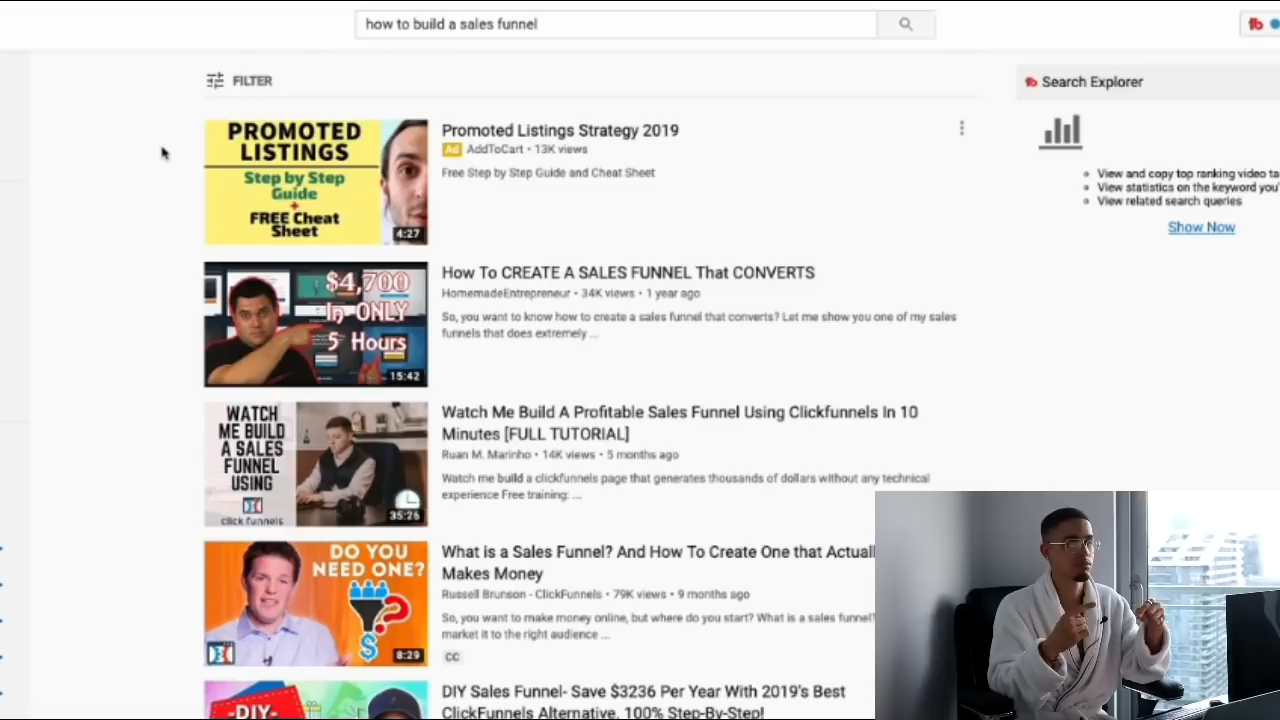 how to build a sales funnel
FILTER
Search Explorer
PROMOTED
LISTINGS
Step by Step
Guide
+
FREE Cheat
Sheet
4:27
Promoted Listings Strategy 2019
Ad AddToCart • 13K views
Free Step by Step Guide and Cheat Sheet
View and copy top ranking video ta
View statistics on the keyword you'
View related search queries
Show Now
$4,700
in ONLY
5 Hours
15:42
How To CREATE A SALES FUNNEL That CONVERTS
HomemadeEntrepreneur • 34K views • 1 year ago
So, you want to know how to create a sales funnel that converts? Let me show you one of my sales
funnels that does extremely ...
WATCH
ME BUILD
A SALES
FUNNEL
USING
click funnels
35:26
Watch Me Build A Profitable Sales Funnel Using Clickfunnels In 10
Minutes [FULL TUTORIAL]
Ruan M. Marinho • 14K views • 5 months ago
Watch me build a clickfunnels page that generates thousands of dollars without any technical
experience Free training: ...
DO YOU
NEED ONE?
8:29
What is a Sales Funnel? And How To Create One that Actuall
Makes Money
Russell Brunson - ClickFunnels • 79K views • 9 months ago
So, you want to make money online, but where do you start? What is a sales funnel?
market it to the right audience ...
CC
-DIY-
DIY Sales Funnel- Save $3236 Per Year With 2019's Best
ClickFunnels Alternative. 100% Step-By-Step!